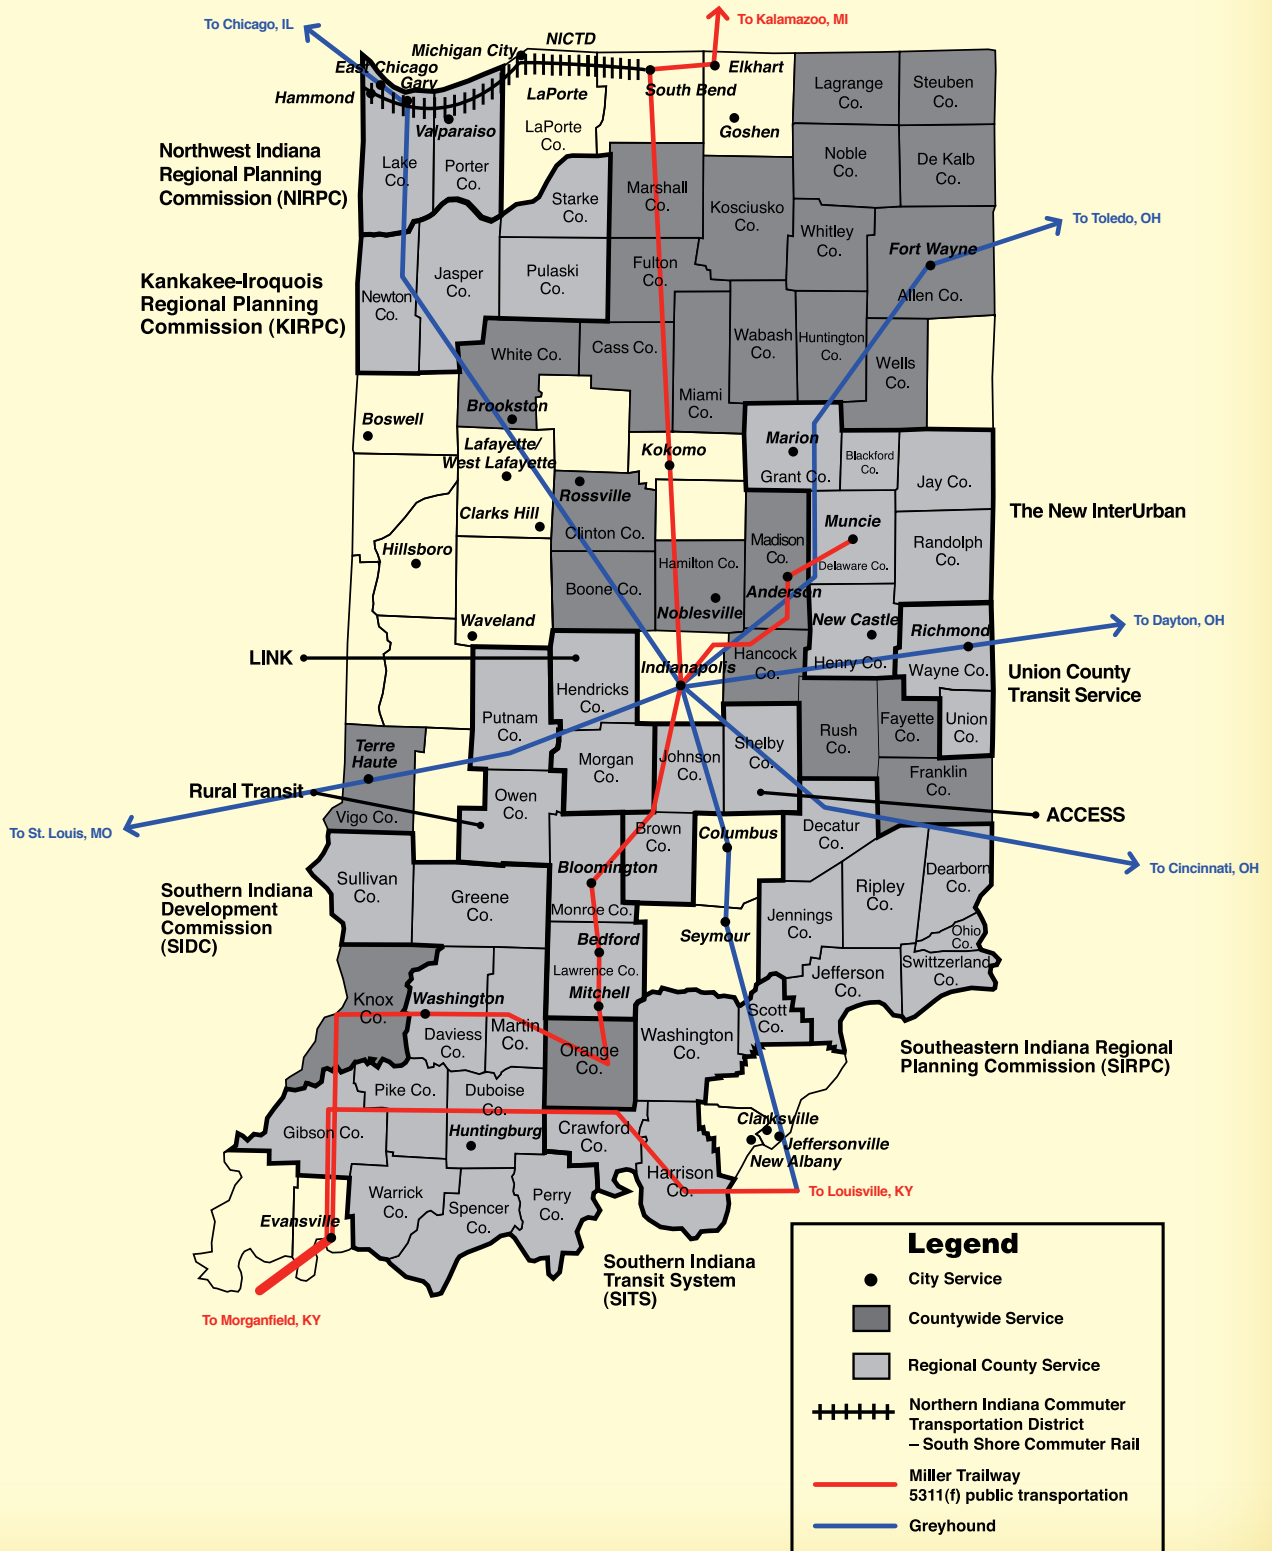 To Chicago, IL
To Kalamazoo, MI
NICTD
Michigan City
East Chicago
Gary
Hammond
Valparaiso
LaPorte
LaPorte
Co.
South Bend
Elkhart
Goshen
Lagrange
Co.
Steuben
Co.
Noble
Co.
De Kalb
Co.
Northwest Indiana
Regional Planning
Commission (NIRPC)
Lake
Co.
Porter
Co.
Starke
Co.
Marshall
Co.
Kosciusko
Co.
Whitley
Co.
Fort Wayne
Allen Co.
To Toledo, OH
Kankakee-Iroquois
Regional Planning
Commission (KIRPC)
Newton
Co.
Jasper
Co.
Pulaski
Co.
Fulton
Co.
White Co.
Cass Co.
Miami
Co.
Wabash
Co.
Huntington
Co.
Wells
Co.
Brookston
Boswell
Lafayette/
West Lafayette
Kokomo
Marion
Grant Co.
Blackford
Co.
Jay Co.
Rossville
Clinton Co.
Clarks Hill
Hillsboro
Madison
Co.
Muncie
Delaware Co.
Randolph
Co.
The New InterUrban
Boone Co.
Hamilton Co.
Noblesville
Anderson
New Castle
Henry Co.
Richmond
Wayne Co.
To Dayton, OH
Union County
Transit Service
Waveland
LINK
Hendricks
Co.
Indianapolis
Hancock
Co.
Putnam
Co.
Morgan
Co.
Johnson
Co.
Shelby
Co.
Rush
Co.
Fayette
Co.
Union
Co.
Franklin
Co.
Terre
Haute
Vigo Co.
Rural Transit
Owen
Co.
ACCESS
To St. Louis, MO
To Cincinnati, OH
Brown
Co.
Columbus
Decatur
Co.
Dearborn
Co.
Ripley
Co.
Jennings
Co.
Ohio
Co.
Switzerland
Co.
Jefferson
Co.
Southern Indiana
Development
Commission
(SIDC)
Sullivan
Co.
Greene
Co.
Bloomington
Monroe Co.
Bedford
Lawrence Co.
Mitchell
Seymour
Scott
Co.
Knox
Co.
Washington
Daviess
Co.
Martin
Co.
Orange
Co.
Washington
Co.
Southeastern Indiana Regional
Planning Commission (SIRPC)
Pike Co.
Duboise
Co.
Gibson Co.
Huntingburg
Crawford
Co.
Harrison
Co.
Clarksville
Jeffersonville
New Albany
To Louisville, KY
Warrick
Co.
Spencer
Co.
Perry
Co.
Evansville
To Morganfield, KY
Southern Indiana
Transit System
(SITS)
Legend
City Service
Countywide Service
Regional County Service
Northern Indiana Commuter
Transportation District
– South Shore Commuter Rail
Miller Trailway
5311(f) public transportation
Greyhound